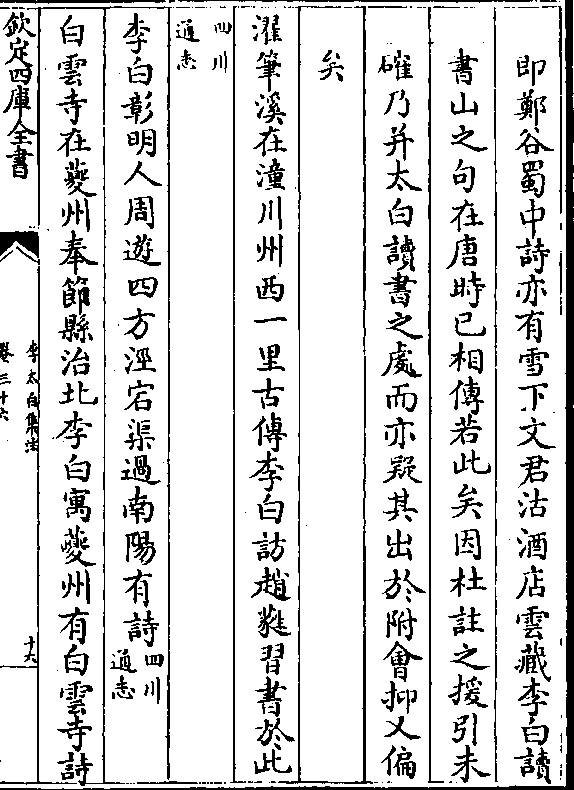 即鄭谷蜀中詩亦有雪下文君沽酒店雲藏李白讀
書山之句在唐時已相傳若此矣因杜註之援引未
確乃并太白讀書之處而亦疑其出於附會抑又偏
矣
濯筆溪在潼川州西一里古傳李白訪趙蕤習書於此
四川
通志
李白彰明人周遊四方涇宕渠過南陽有詩四川
通志
白雲寺在夔州奉節縣治北李白寓夔州有白雲寺詩
欽定四庫全書
李太白集注
卷三十六
十六